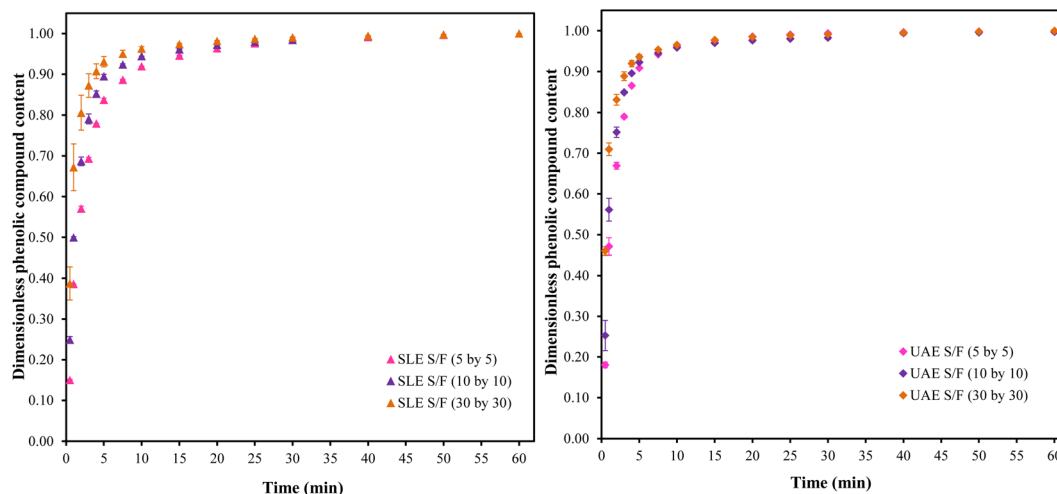 Dimensionless phenolic compound content
1.00
0.90
0.80
0.70
0.60
0.50
0.40
0.30
0.20
0.10
0.00
SLE S/F (5 by 5)
SLE S/F (10 by 10)
SLE S/F (30 by 30)
0 5 10 15 20 25 30 35 40 45 50 55 60
Time (min)
Dimensionless phenolic compound content
1.00
0.90
0.80
0.70
0.60
0.50
0.40
0.30
0.20
0.10
0.00
UAE S/F (5 by 5)
UAE S/F (10 by 10)
UAE S/F (30 by 30)
0 5 10 15 20 25 30 35 40 45 50 55 60
Time (min)